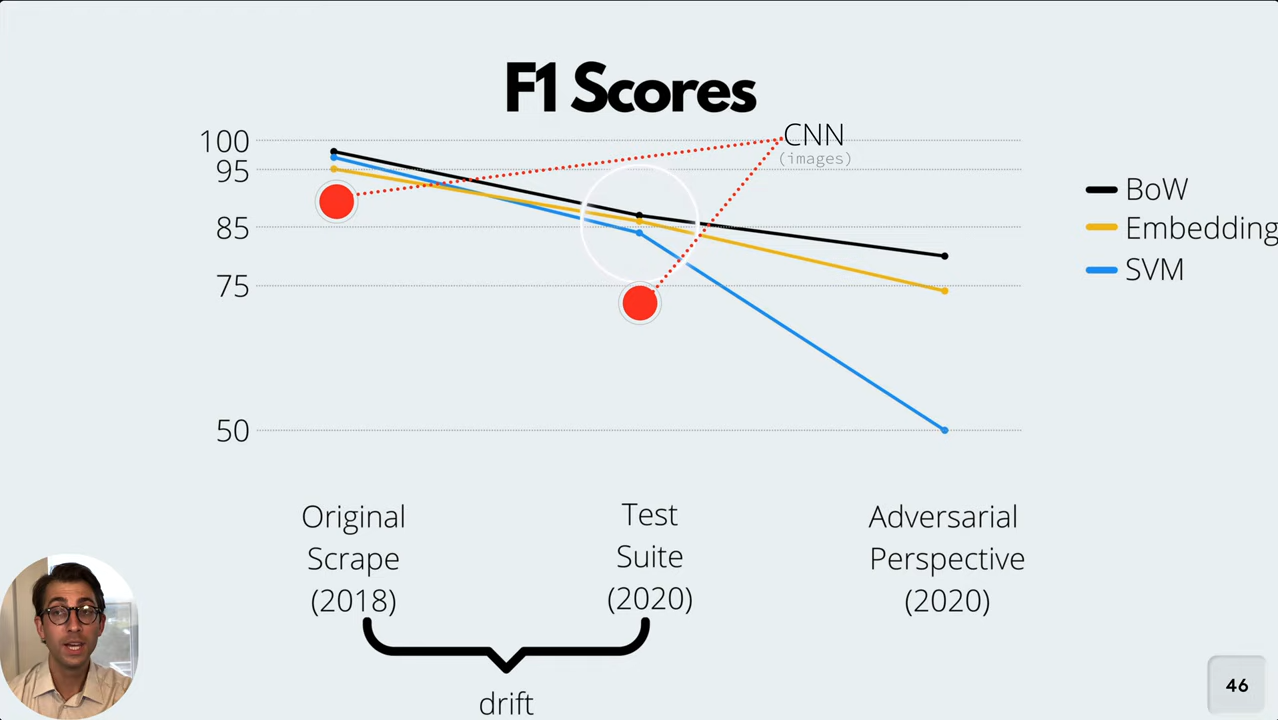 F1 Scores
100
95
85
75
50
CNN
(images)
BoW
Embedding
SVM
Original
Scrape
(2018)
Test
Suite
(2020)
Adversarial
Perspective
(2020)
drift
46